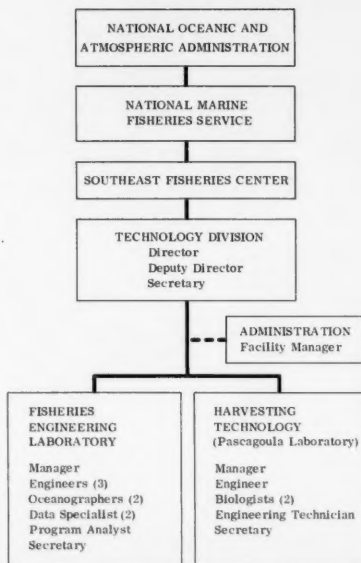 NATIONAL OCEANIC AND
ATMOSPHERIC ADMINISTRATION
NATIONAL MARINE
FISHERIES SERVICE
SOUTHEAST FISHERIES CENTER
TECHNOLOGY DIVISION
Director
Deputy Director
Secretary
ADMINISTRATION
Facility Manager
FISHERIES
ENGINEERING
LABORATORY
Manager
Engineers (3)
Oceanographers (2)
Data Specialist (2)
Program Analyst
Secretary
HARVESTING
TECHNOLOGY
(Pascagoula Laboratory)
Manager
Engineer
Biologists (2)
Engineering Technician
Secretary